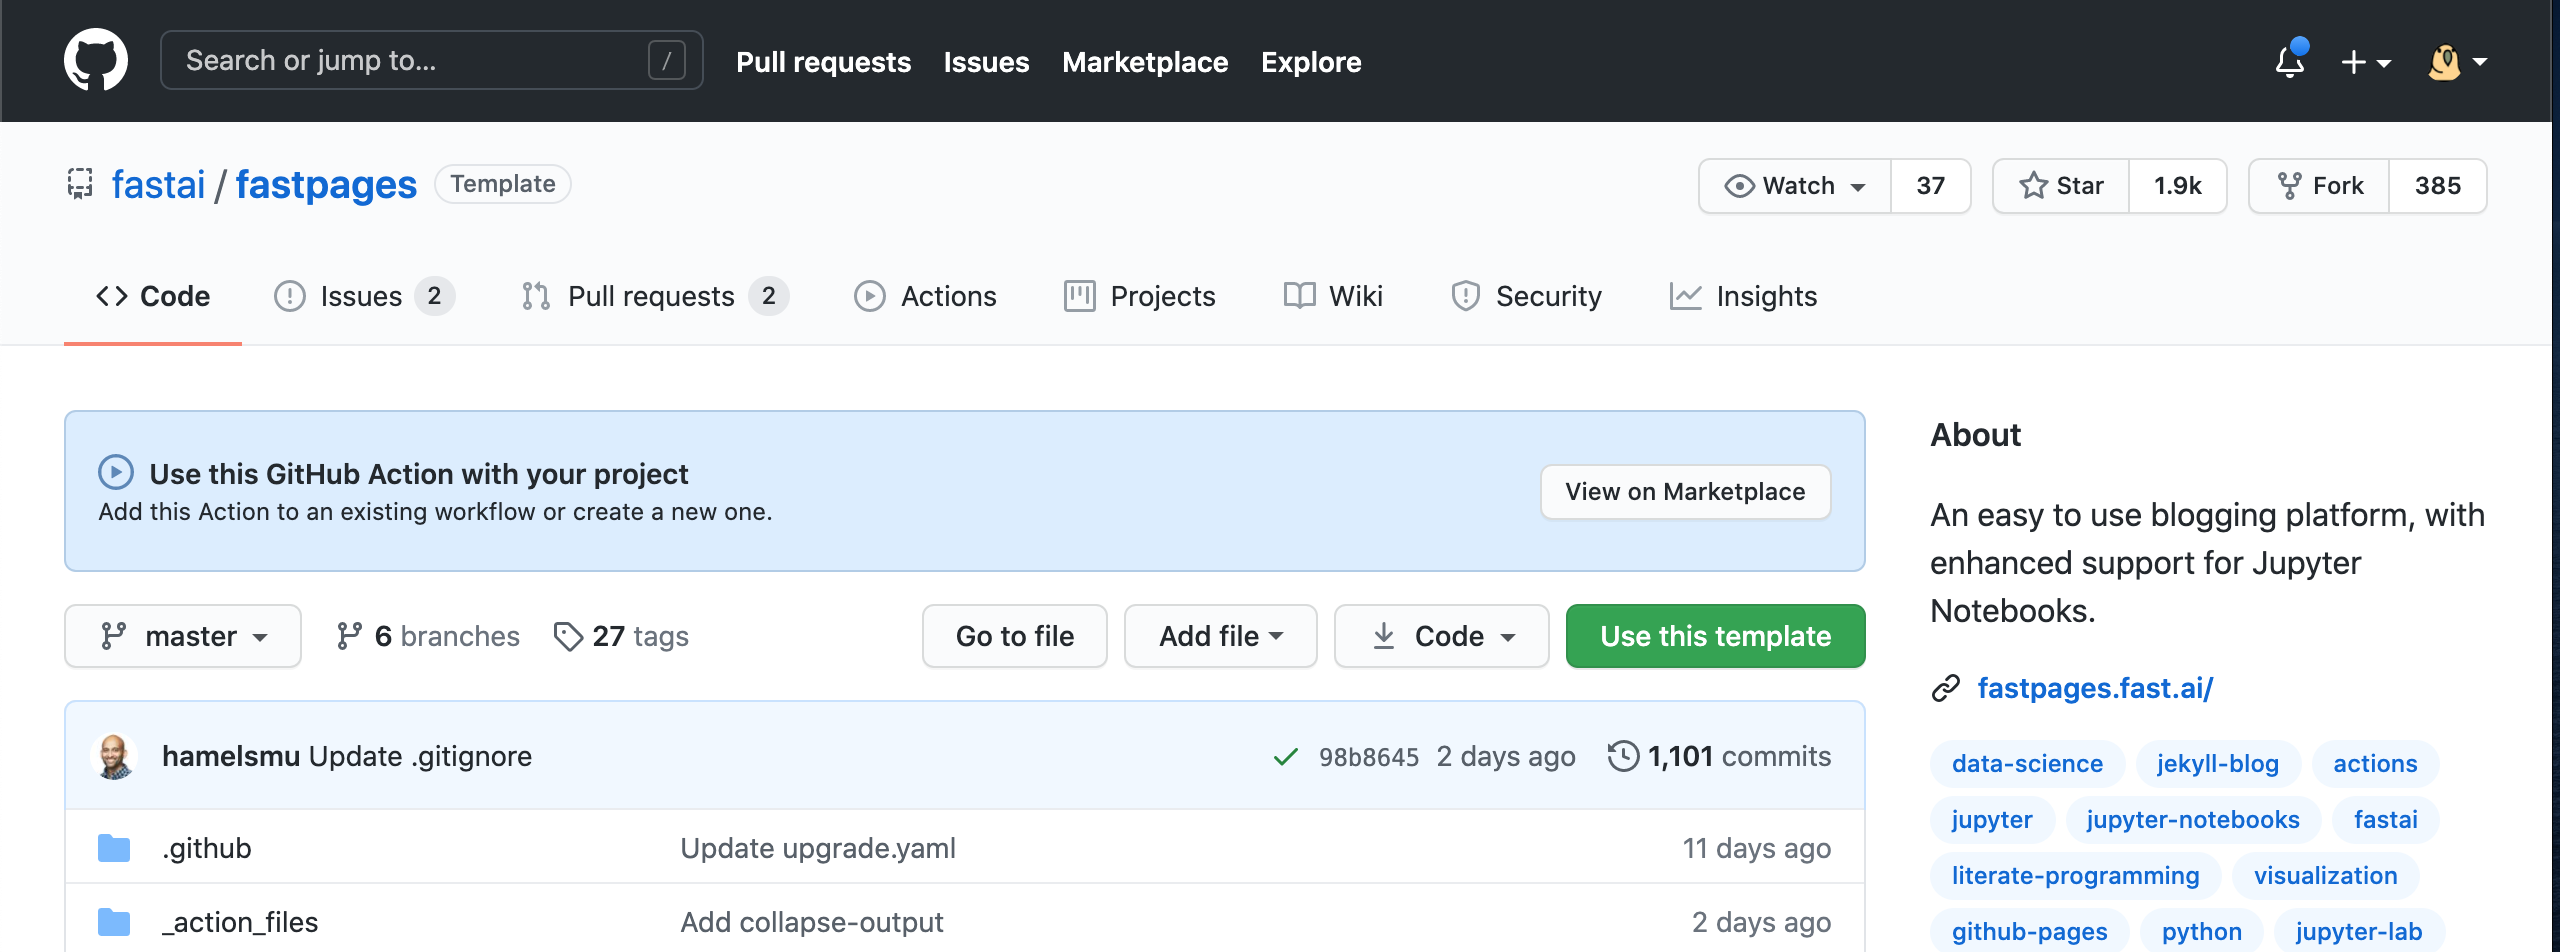 Search or jump to... /
Pull requests Issues Marketplace Explore
fastai / fastpages Template
Watch 37 Star 1.9k Fork 385
Code Issues 2 Pull requests 2 Actions Projects Wiki Security Insights
Use this GitHub Action with your project
Add this Action to an existing workflow or create a new one.
View on Marketplace
master 6 branches 27 tags Go to file Add file Code Use this template
hamelsmu Update .gitignore 98b8645 2 days ago 1,101 commits
.github Update upgrade.yaml 11 days ago
_action_files Add collapse-output 2 days ago
About
An easy to use blogging platform, with
enhanced support for Jupyter
Notebooks.
fastpages.fast.ai/
data-science jekyll-blog actions
jupyter jupyter-notebooks fastai
literate-programming visualization
github-pages python jupyter-lab